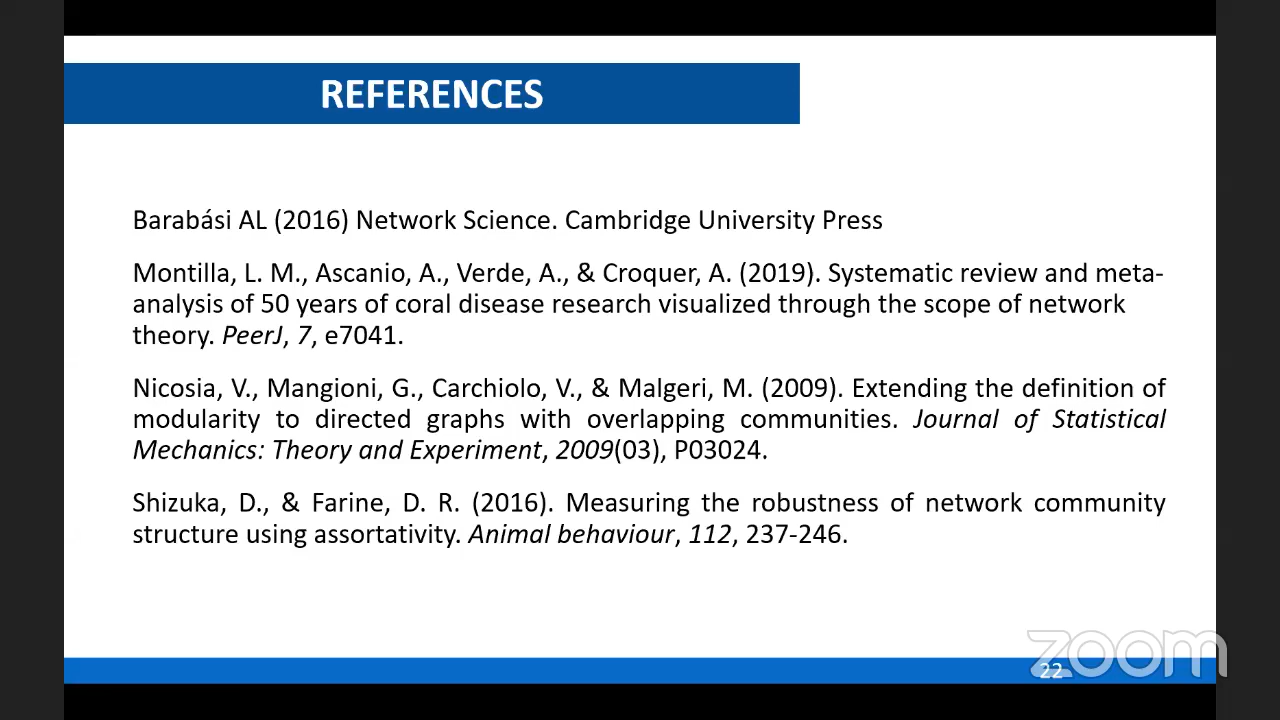 REFERENCES
Barabási AL (2016) Network Science. Cambridge University Press
Montilla, L. M., Ascanio, A., Verde, A., & Croquer, A. (2019). Systematic review and meta-
analysis of 50 years of coral disease research visualized through the scope of network
theory. PeerJ, 7, e7041.
Nicosia, V., Mangioni, G., Carchiolo, V., & Malgeri, M. (2009). Extending the definition of
modularity to directed graphs with overlapping communities. Journal of Statistical
Mechanics: Theory and Experiment, 2009(03), P03024.
Shizuka, D., & Farine, D. R. (2016). Measuring the robustness of network community
structure using assortativity. Animal behaviour, 112, 237-246.
zoom
22